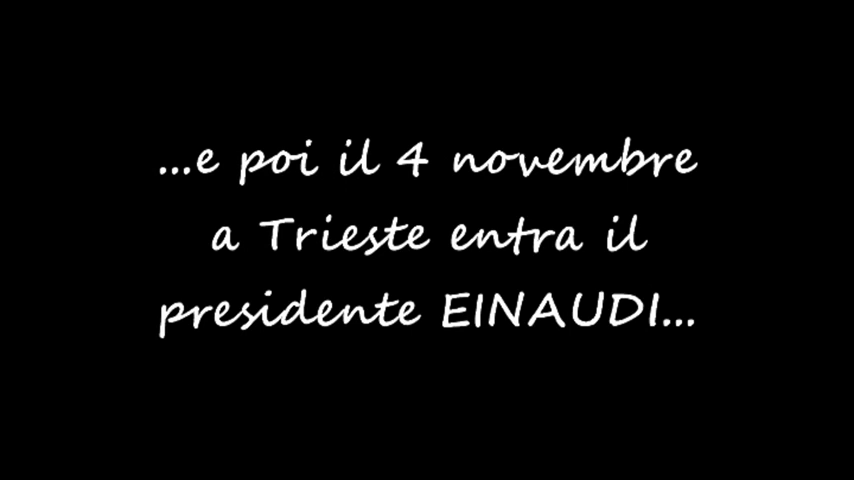 ...e poi il 4 novembre
a Trieste entra il
presidente EINAUDI...